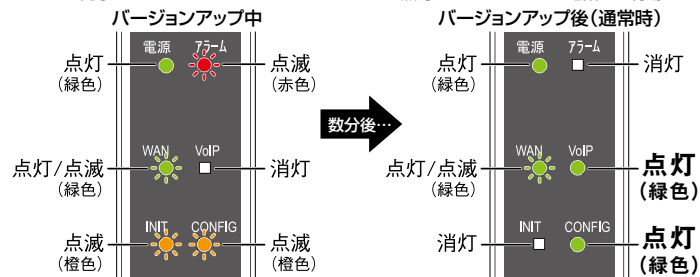 バージョンアップ中
電源 アラーム
点灯
(緑色)
点滅
(赤色)
WAN VoIP
点灯/点滅
(緑色)
消灯
INIT CONFIG
点滅
(橙色)
点滅
(橙色)
数分後…
バージョンアップ後(通常時)
電源 アラーム
点灯
(緑色)
消灯
WAN VoIP
点灯/点滅
(緑色)
点灯
(緑色)
INIT CONFIG
消灯
点灯
(緑色)